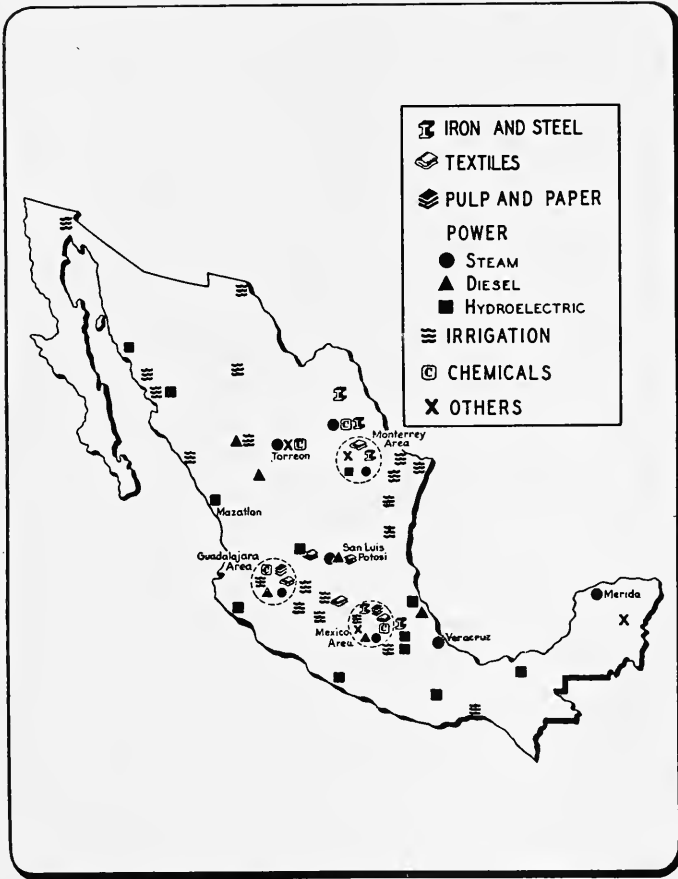 IRON AND STEEL
TEXTILES
PULP AND PAPER
POWER
STEAM
DIESEL
HYDROELECTRIC
IRRIGATION
C CHEMICALS
X OTHERS
C
Monterrey
Area
X
X C
Torreon
Mazatlan
San Luis
Potosi
Guadalajara
Area
C
Merida
X
Mexico
Area
X
C
Veracruz